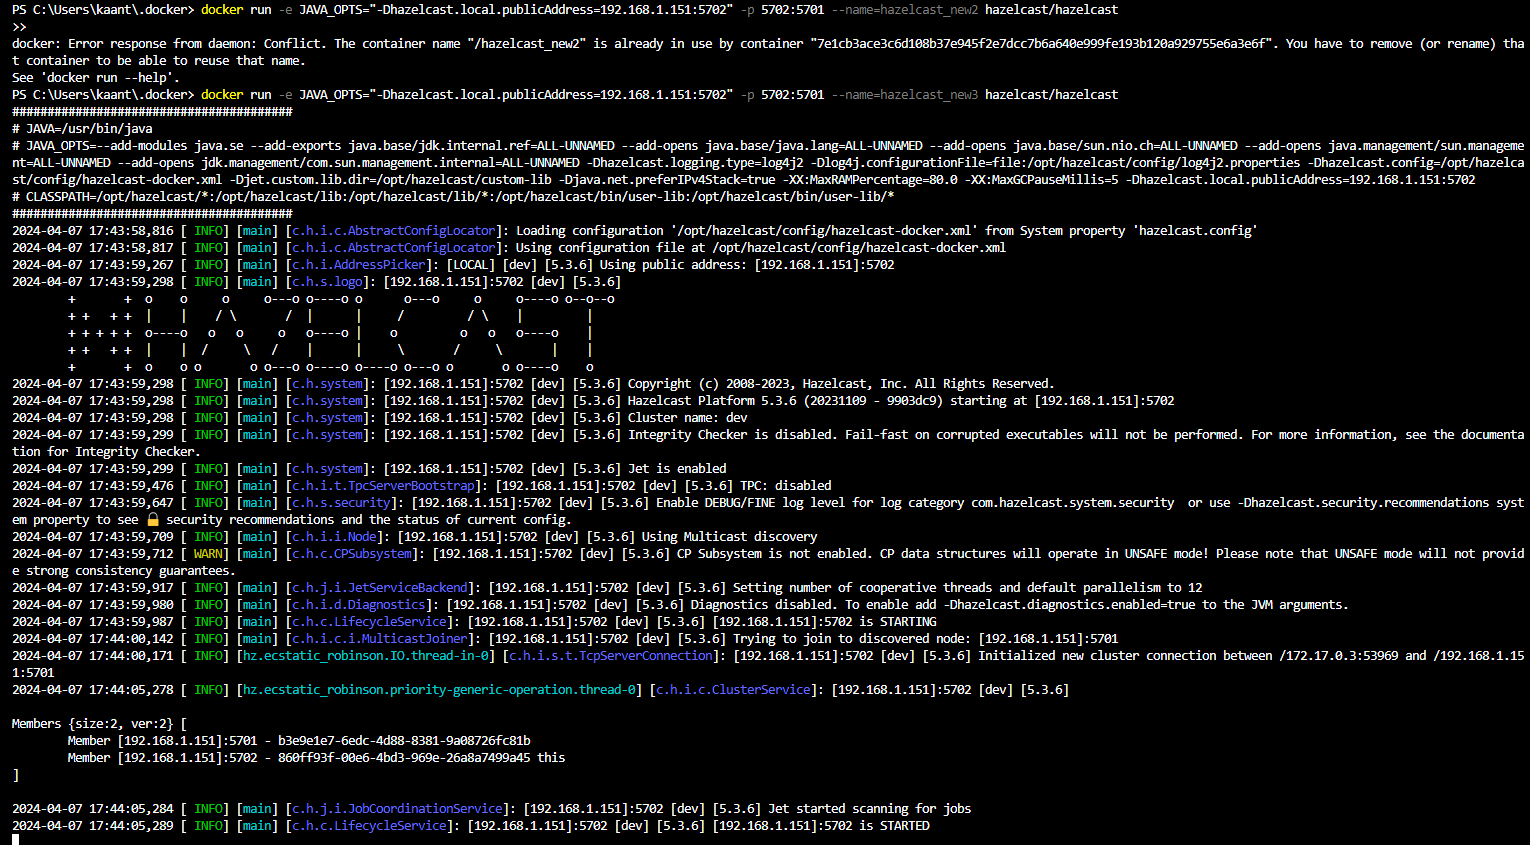 PS C:\Users\kaant\.docker> docker run -e JAVA_OPTS="-Dhazelcast.local.publicAddress=192.168.1.151:5702" -p 5702:5701 --name=hazelcast_new2 hazelcast/hazelcast
>>
docker: Error response from daemon: Conflict. The container name "/hazelcast_new2" is already in use by container "7e1cb3ace3c6d108b37e945f2e7dcc7b6a640e999fe193b120a929755e6a3e6f". You have to remove (or rename) tha
t container to be able to reuse that name.
See 'docker run --help'.
PS C:\Users\kaant\.docker> docker run -e JAVA_OPTS="-Dhazelcast.local.publicAddress=192.168.1.151:5702" -p 5702:5701 --name=hazelcast_new3 hazelcast/hazelcast
########################################
# JAVA=/usr/bin/java
# JAVA_OPTS=--add-modules java.se --add-exports java.base/jdk.internal.ref=ALL-UNNAMED --add-opens java.base/java.lang=ALL-UNNAMED --add-opens java.base/sun.nio.ch=ALL-UNNAMED --add-opens java.management/sun.manageme
nt=ALL-UNNAMED --add-opens jdk.management/com.sun.management.internal=ALL-UNNAMED -Dhazelcast.logging.type=log4j2 -Dlog4j.configurationFile=file:/opt/hazelcast/config/log4j2.properties -Dhazelcast.config=/opt/hazelca
st/config/hazelcast-docker.xml -Djet.custom.lib.dir=/opt/hazelcast/custom-lib -Djava.net.preferIPv4Stack=true -XX:MaxRAMPercentage=80.0 -XX:MaxGCPauseMillis=5 -Dhazelcast.local.publicAddress=192.168.1.151:5702
# CLASSPATH=/opt/hazelcast/*:/opt/hazelcast/lib:/opt/hazelcast/lib/*:/opt/hazelcast/bin/user-lib:/opt/hazelcast/bin/user-lib/*
########################################
2024-04-07 17:43:58,816 [ INFO] [main] [c.h.i.c.AbstractConfigLocator]: Loading configuration '/opt/hazelcast/config/hazelcast-docker.xml' from System property 'hazelcast.config'
2024-04-07 17:43:58,817 [ INFO] [main] [c.h.i.c.AbstractConfigLocator]: Using configuration file at /opt/hazelcast/config/hazelcast-docker.xml
2024-04-07 17:43:59,267 [ INFO] [main] [c.h.i.AddressPicker]: [LOCAL] [dev] [5.3.6] Using public address: [192.168.1.151]:5702
2024-04-07 17:43:59,298 [ INFO] [main] [c.h.s.logo]: [192.168.1.151]:5702 [dev] [5.3.6]
        +       +  o    o     o     o---o o----o o      o---o     o     o----o o--o--o
        + +   + +  |    |    / \       /  |      |     /         / \    |         |
        + + + + +  o----o   o   o     o   o----o |    o         o   o   o----o    |
        + +   + +  |    |  /     \   /    |      |     \       /     \       |    |
        +       +  o    o o       o o---o o----o o----o o---o o       o o----o    o
2024-04-07 17:43:59,298 [ INFO] [main] [c.h.system]: [192.168.1.151]:5702 [dev] [5.3.6] Copyright (c) 2008-2023, Hazelcast, Inc. All Rights Reserved.
2024-04-07 17:43:59,298 [ INFO] [main] [c.h.system]: [192.168.1.151]:5702 [dev] [5.3.6] Hazelcast Platform 5.3.6 (20231109 - 9903dc9) starting at [192.168.1.151]:5702
2024-04-07 17:43:59,298 [ INFO] [main] [c.h.system]: [192.168.1.151]:5702 [dev] [5.3.6] Cluster name: dev
2024-04-07 17:43:59,299 [ INFO] [main] [c.h.system]: [192.168.1.151]:5702 [dev] [5.3.6] Integrity Checker is disabled. Fail-fast on corrupted executables will not be performed. For more information, see the documenta
tion for Integrity Checker.
2024-04-07 17:43:59,299 [ INFO] [main] [c.h.system]: [192.168.1.151]:5702 [dev] [5.3.6] Jet is enabled
2024-04-07 17:43:59,476 [ INFO] [main] [c.h.i.t.TpcServerBootstrap]: [192.168.1.151]:5702 [dev] [5.3.6] TPC: disabled
2024-04-07 17:43:59,647 [ INFO] [main] [c.h.s.security]: [192.168.1.151]:5702 [dev] [5.3.6] Enable DEBUG/FINE log level for log category com.hazelcast.system.security  or use -Dhazelcast.security.recommendations syst
em property to see 🔒 security recommendations and the status of current config.
2024-04-07 17:43:59,709 [ INFO] [main] [c.h.i.i.Node]: [192.168.1.151]:5702 [dev] [5.3.6] Using Multicast discovery
2024-04-07 17:43:59,712 [ WARN] [main] [c.h.c.CPSubsystem]: [192.168.1.151]:5702 [dev] [5.3.6] CP Subsystem is not enabled. CP data structures will operate in UNSAFE mode! Please note that UNSAFE mode will not provid
e strong consistency guarantees.
2024-04-07 17:43:59,917 [ INFO] [main] [c.h.j.i.JetServiceBackend]: [192.168.1.151]:5702 [dev] [5.3.6] Setting number of cooperative threads and default parallelism to 12
2024-04-07 17:43:59,980 [ INFO] [main] [c.h.i.d.Diagnostics]: [192.168.1.151]:5702 [dev] [5.3.6] Diagnostics disabled. To enable add -Dhazelcast.diagnostics.enabled=true to the JVM arguments.
2024-04-07 17:43:59,987 [ INFO] [main] [c.h.c.LifecycleService]: [192.168.1.151]:5702 [dev] [5.3.6] [192.168.1.151]:5702 is STARTING
2024-04-07 17:44:00,142 [ INFO] [main] [c.h.i.c.i.MulticastJoiner]: [192.168.1.151]:5702 [dev] [5.3.6] Trying to join to discovered node: [192.168.1.151]:5701
2024-04-07 17:44:00,171 [ INFO] [hz.ecstatic_robinson.IO.thread-in-0] [c.h.i.s.t.TcpServerConnection]: [192.168.1.151]:5702 [dev] [5.3.6] Initialized new cluster connection between /172.17.0.3:53969 and /192.168.1.15
1:5701
2024-04-07 17:44:05,278 [ INFO] [hz.ecstatic_robinson.priority-generic-operation.thread-0] [c.h.i.c.ClusterService]: [192.168.1.151]:5702 [dev] [5.3.6]
Members {size:2, ver:2} [
        Member [192.168.1.151]:5701 - b3e9e1e7-6edc-4d88-8381-9a08726fc81b
        Member [192.168.1.151]:5702 - 860ff93f-00e6-4bd3-969e-26a8a7499a45 this
]
2024-04-07 17:44:05,284 [ INFO] [main] [c.h.j.i.JobCoordinationService]: [192.168.1.151]:5702 [dev] [5.3.6] Jet started scanning for jobs
2024-04-07 17:44:05,289 [ INFO] [main] [c.h.c.LifecycleService]: [192.168.1.151]:5702 [dev] [5.3.6] [192.168.1.151]:5702 is STARTED